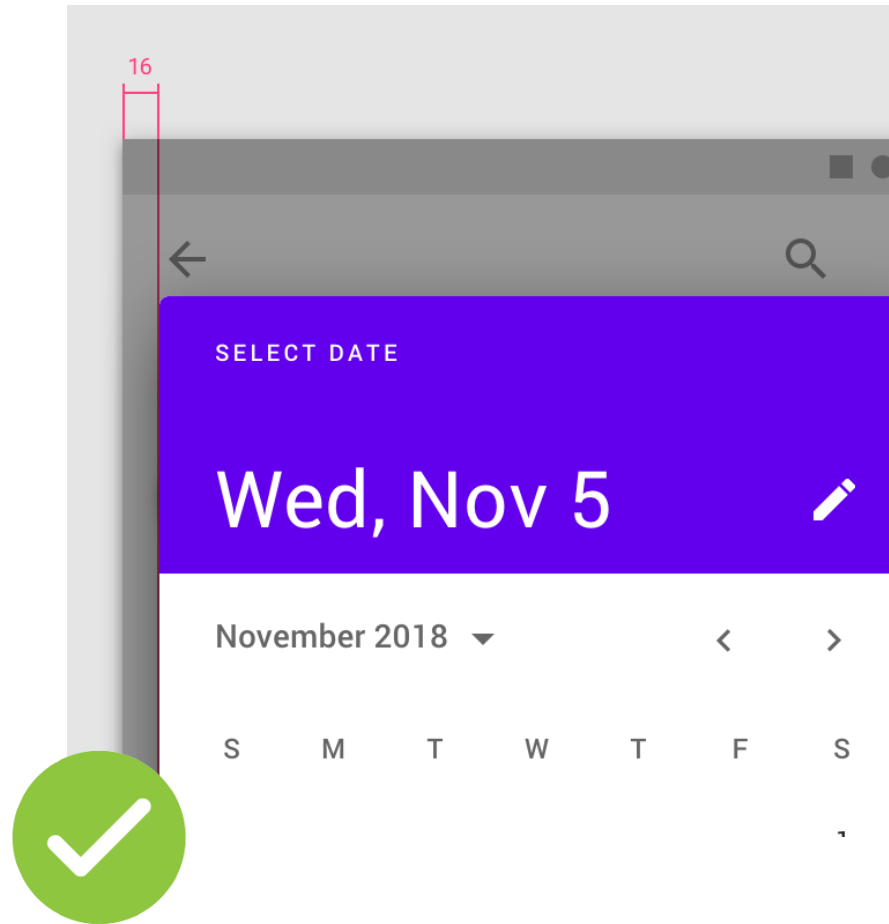 16
SELECT DATE
Wed, Nov 5
November 2018
S M T W T F S